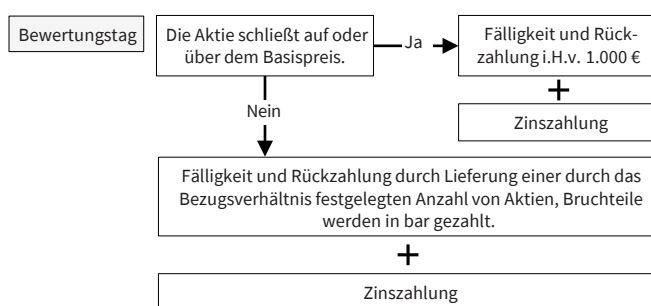 Bewertungstag
Die Aktie schließt auf oder
über dem Basispreis.
Ja
Fälligkeit und Rück-
zahlung i.H.v. 1.000 €
+
Zinszahlung
Nein
Fälligkeit und Rückzahlung durch Lieferung einer durch das
Bezugsverhältnis festgelegten Anzahl von Aktien, Bruchteile
werden in bar gezahlt.
+
Zinszahlung